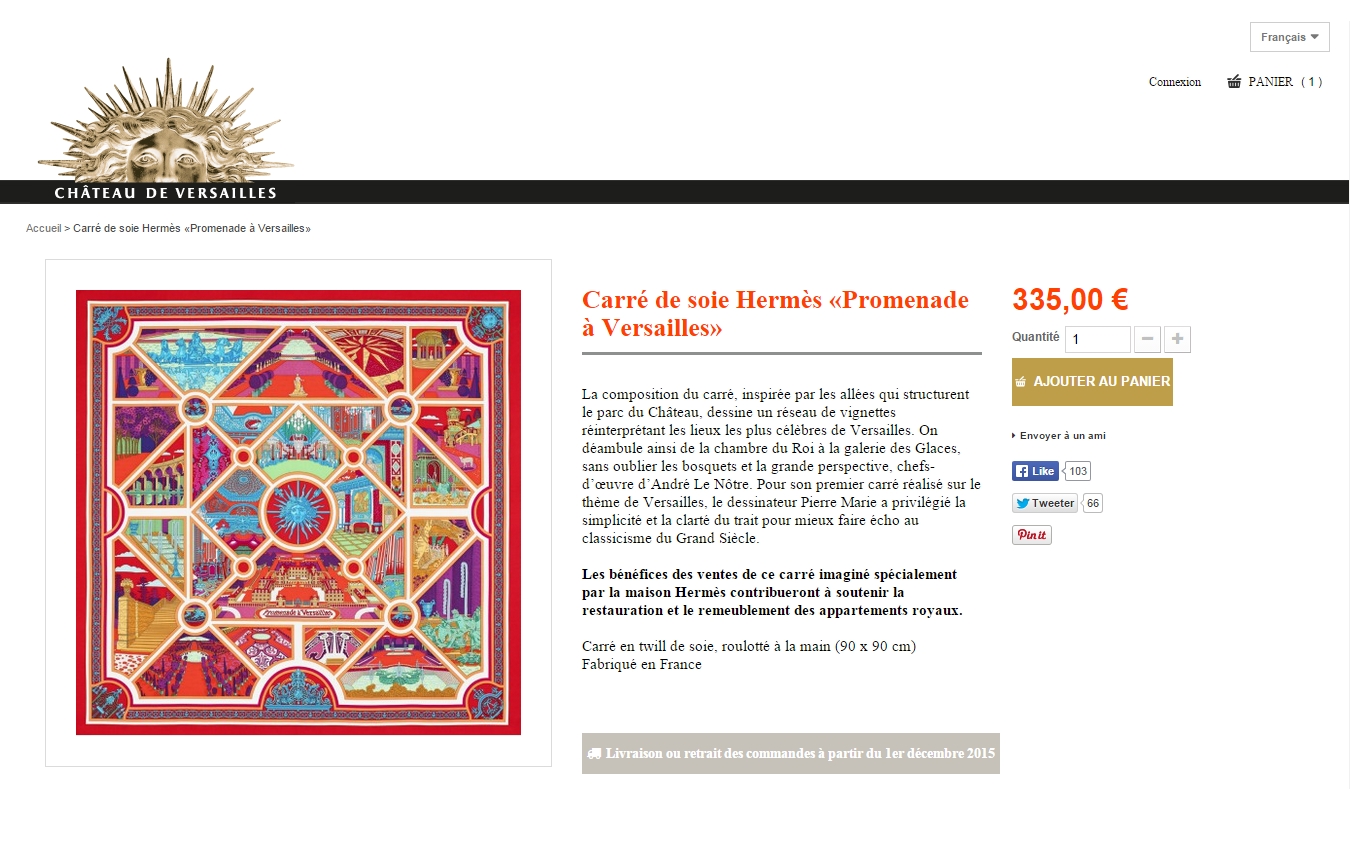 Français
Connexion
PANIER ( 1 )
CHÂTEAU DE VERSAILLES
Accueil > Carré de soie Hermès «Promenade à Versailles»
Promenade à Versailles
Carré de soie Hermès «Promenade
à Versailles»
La composition du carré, inspirée par les allées qui structurent
le parc du Château, dessine un réseau de vignettes
réinterprétant les lieux les plus célèbres de Versailles. On
déambule ainsi de la chambre du Roi à la galerie des Glaces,
sans oublier les bosquets et la grande perspective, chefs-
d’œuvre d’André Le Nôtre. Pour son premier carré réalisé sur le
thème de Versailles, le dessinateur Pierre Marie a privilégié la
simplicité et la clarté du trait pour mieux faire écho au
classicisme du Grand Siècle.
Les bénéfices des ventes de ce carré imaginé spécialement
par la maison Hermès contribueront à soutenir la
restauration et le remeublement des appartements royaux.
Carré en twill de soie, roulotté à la main (90 x 90 cm)
Fabriqué en France
Livraison ou retrait des commandes à partir du 1er décembre 2015
335,00 €
Quantité 1
AJOUTER AU PANIER
Envoyer à un ami
Like 103
Tweeter 66
Pin it